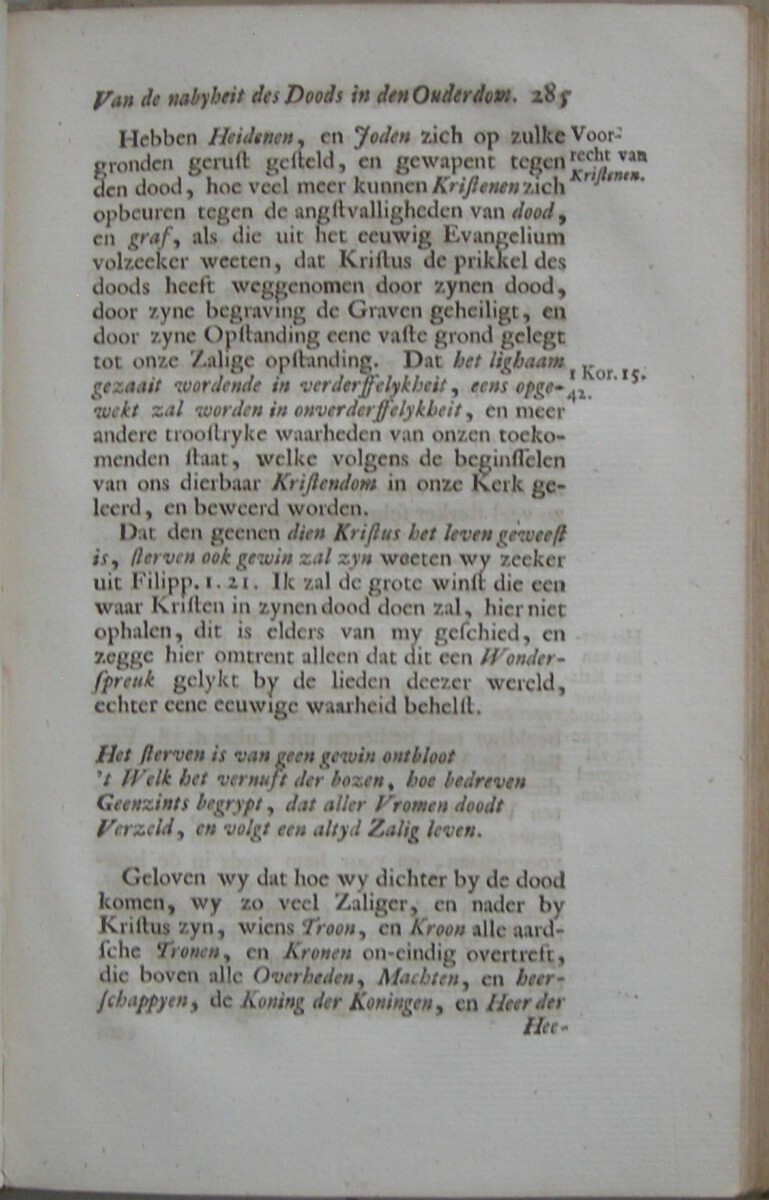 Van de nabyheit des Doods in den Ouderdom. 285
Hebben Heidenen, en Joden zich op zulke
gronden gerust gesteld, en gewapent tegen
den dood, hoe veel meer kunnen Kristenen zich
opbeuren tegen de angstvalligheden van dood,
en graf, als die uit het eeuwig Evangelium
volzeeker weeten, dat Kristus de prikkel des
doods heeft weggenomen door zynen dood,
door zyne begraving de Graven geheiligt, en
door zyne Opstanding eene vaste grond gelegt
tot onze Zalige opstanding. Dat het lighaam
gezaait wordende in verderffelykheit, eens opge-
wekt zal worden in onverderffelykheit, en meer
andere troostryke waarheden van onzen toeko-
menden staat, welke volgens de beginsselen
van ons dierbaar Kristendom in onze Kerk ge-
leerd, en beweerd worden.
Voor-
recht van
Kristenen.
1 Kor. 15.
42.
Dat den geenen dien Kristus het leven geweest
is, sterven ook gewin zal zyn weeten wy zeeker
uit Filipp. 1. 21. Ik zal de grote winst die een
waar Kristen in zynen dood doen zal, hier niet
ophalen, dit is elders van my geschied, en
zegge hier omtrent alleen dat dit een Wonder-
spreuk gelykt by de lieden deezer wereld,
echter eene eeuwige waarheid behelst.
Het sterven is van geen gewin ontbloot
't Welk het vernuft der bozen, hoe bedreven
Geenzints begrypt, dat aller Vromen doodt
Verzeld, en volgt een altyd Zalig leven.
Geloven wy dat hoe wy dichter by de dood
komen, wy zo veel Zaliger, en nader by
Kristus zyn, wiens Troon, en Kroon alle aard-
sche Tronen, en Kronen on-eindig overtreft,
die boven alle Overheden, Machten, en heer-
schappyen, de Koning der Koningen, en Heer der
Hee-